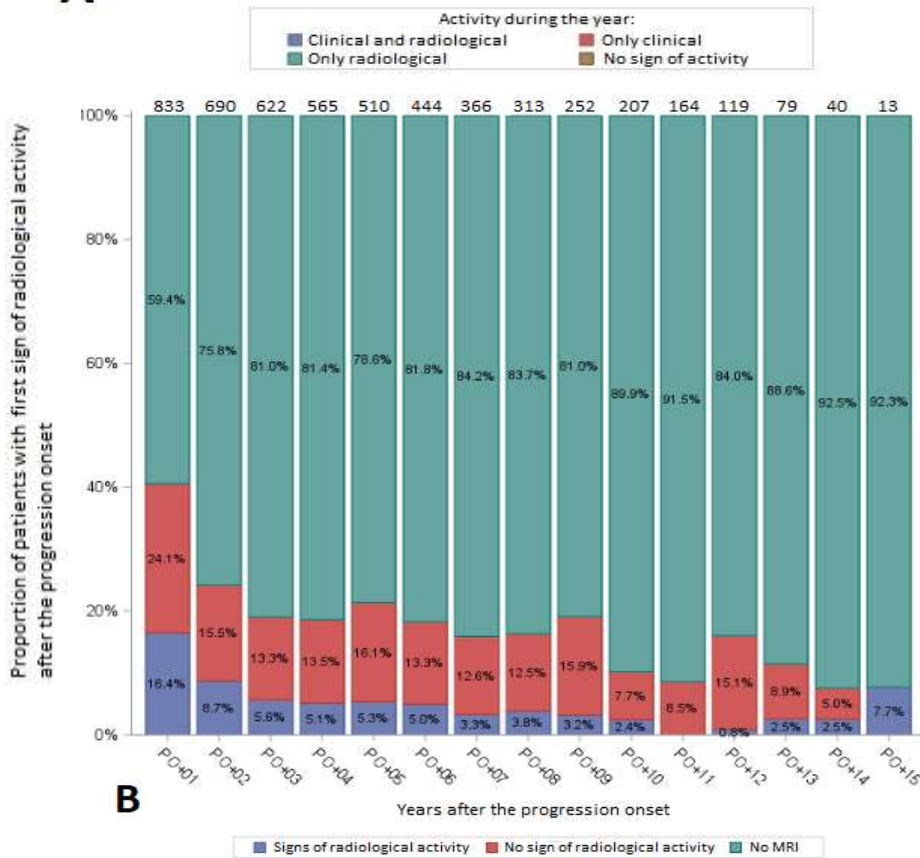 Activity during the year:
Clinical and radiological Only clinical
Only radiological No sign of activity
833 690 622 565 510 444 366 313 252 207 164 119 79 40 13
100%
80%
60%
40%
20%
0%
Proportion of patients with first sign of radiological activity
after the progression onset
59.4% 75.8% 81.0% 81.4% 78.6% 81.8% 84.2% 83.7% 81.0% 89.9% 91.5% 84.0% 88.6% 92.5% 92.3%
24.1% 15.5% 13.3% 13.5% 16.1% 13.3% 12.6% 12.5% 15.9% 7.7% 8.5% 15.1% 8.9% 5.0%
16.4% 8.7% 5.6% 5.1% 5.3% 5.0% 3.3% 3.8% 3.2% 2.4% 0.8% 2.5% 2.5% 7.7%
PO+01 PO+02 PO+03 PO+04 PO+05 PO+06 PO+07 PO+08 PO+09 PO+10 PO+11 PO+12 PO+13 PO+14 PO+15
Years after the progression onset
B
Signs of radiological activity No sign of radiological activity No MRI